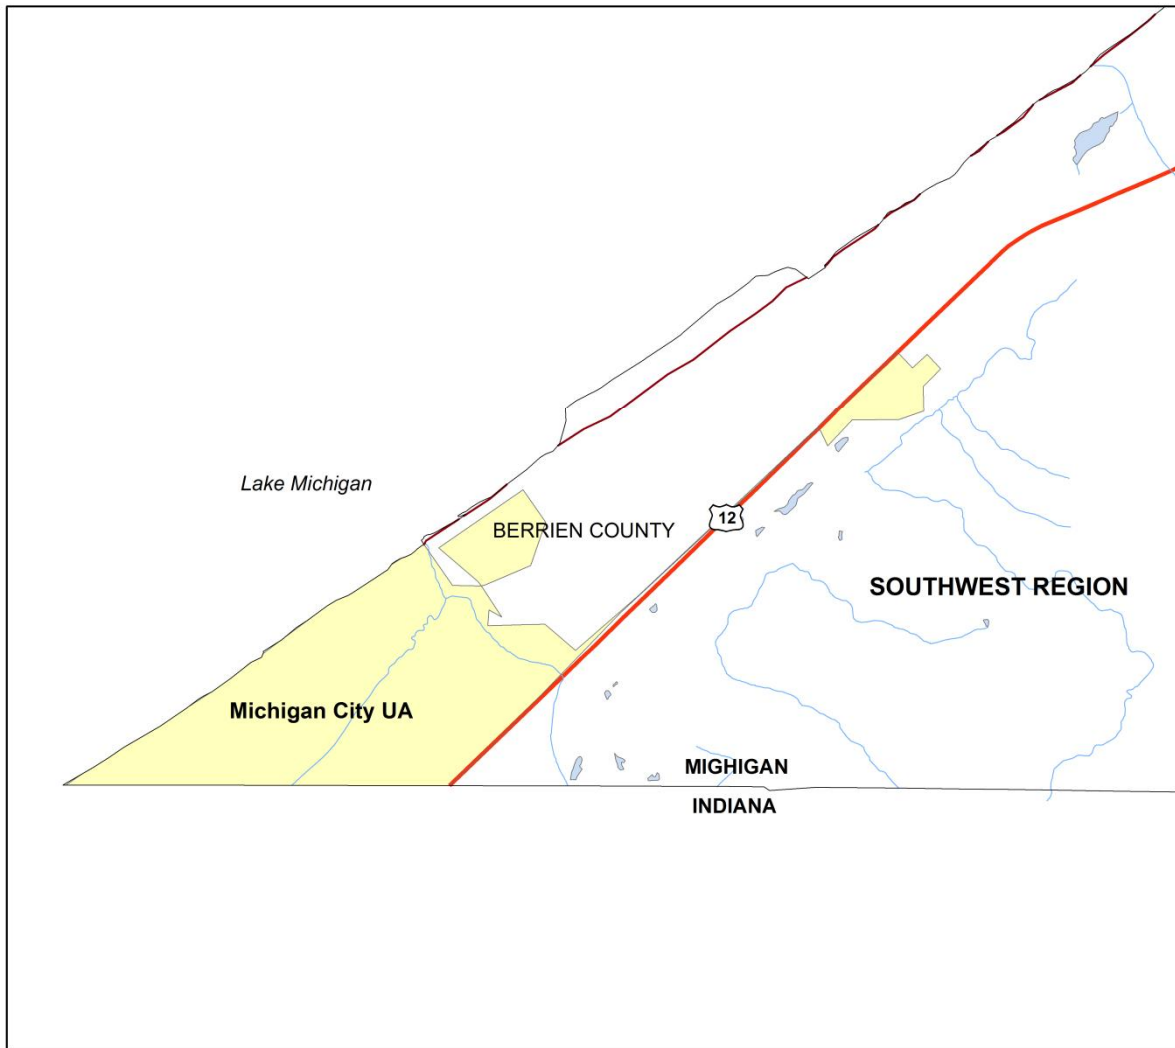 Lake Michigan
BERRIEN COUNTY
12
SOUTHWEST REGION
Michigan City UA
MIGHIGAN
INDIANA